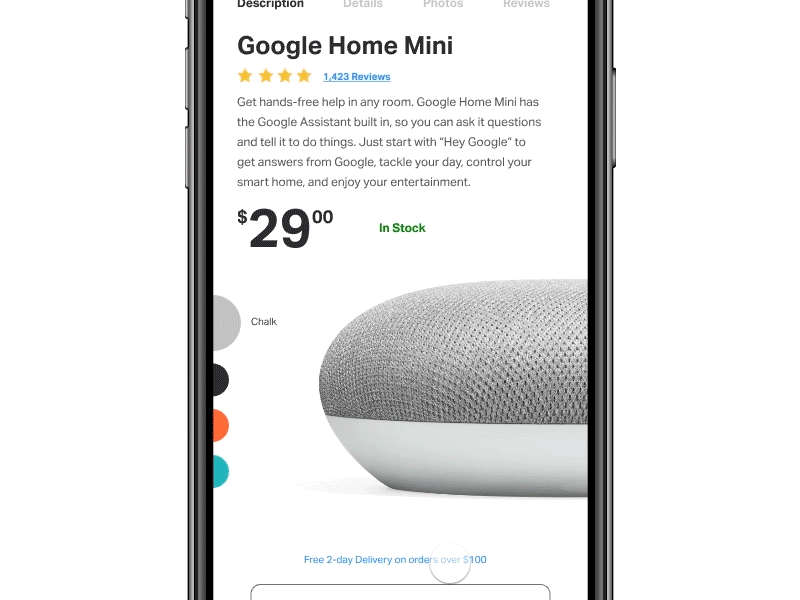 Description Details Photos Reviews
Google Home Mini
1,423 Reviews
Get hands-free help in any room. Google Home Mini has
the Google Assistant built in, so you can ask it questions
and tell it to do things. Just start with “Hey Google” to
get answers from Google, tackle your day, control your
smart home, and enjoy your entertainment.
$2900
In Stock
Chalk
Free 2-day Delivery on orders over $100